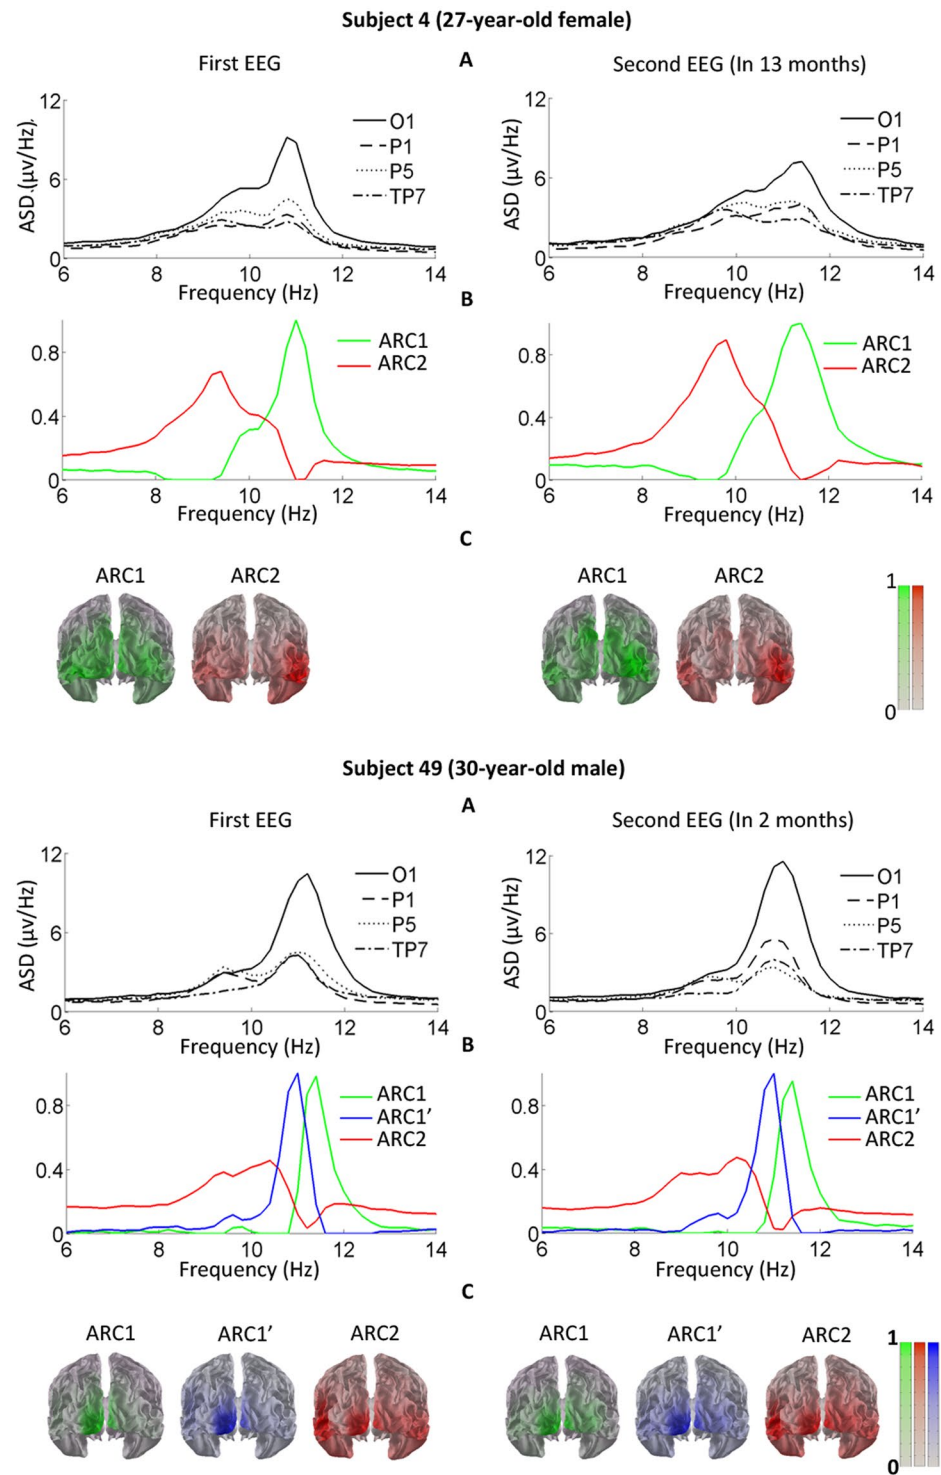 Subject 4 (27-year-old female)
First EEG
A
Second EEG (In 13 months)
12
6
0
ASD.(μv/Hz).
O1
P1
P5
TP7
6 8 10 12 14
Frequency (Hz)
12
6
0
ASD (μv/Hz)
O1
P1
P5
TP7
6 8 10 12 14
Frequency (Hz)
B
0.8
0.4
0
ARC1
ARC2
6 8 10 12 14
Frequency (Hz)
0.8
0.4
0
ARC1
ARC2
6 8 10 12 14
Frequency (Hz)
C
ARC1 ARC2
ARC1 ARC2
1
0
Subject 49 (30-year-old male)
A
First EEG
Second EEG (In 2 months)
12
6
0
ASD (μv/Hz)
O1
P1
P5
TP7
6 8 10 12 14
Frequency (Hz)
12
6
0
ASD (μv/Hz)
O1
P1
P5
TP7
6 8 10 12 14
Frequency (Hz)
B
0.8
0.4
0
ARC1
ARC1’
ARC2
6 8 10 12 14
Frequency (Hz)
0.8
0.4
0
ARC1
ARC1’
ARC2
6 8 10 12 14
Frequency (Hz)
C
ARC1 ARC1’ ARC2
ARC1 ARC1’ ARC2
1
0